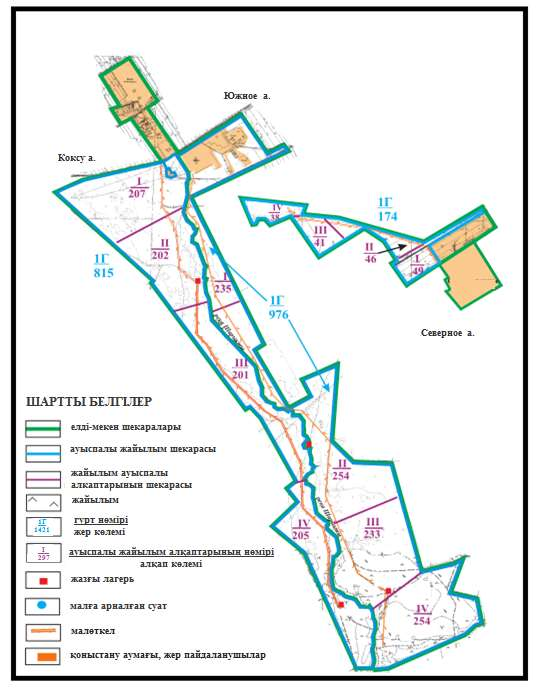 Южное а.
Коксу а.
I
207
1Г
174
IV
38
III
41
II
46
I
49
II
202
1Г
815
I
235
1Г
976
Северное а.
III
201
ШАРТТЫ БЕЛГІЛЕР
елді-мекен шекаралары
ауыспалы жайылым шекарасы
жайылым ауыспалы
алқаптарының шекарасы
жайылым
1Г
1421
гурт нөмірі
жер көлемі
I
297
ауыспалы жайылым алқаптарының нөмірі
алқап көлемі
жазғы лагерь
малға арналған суат
малөткел
қоныстану аумағы, жер пайдаланушылар
II
254
IV
205
III
233
IV
254